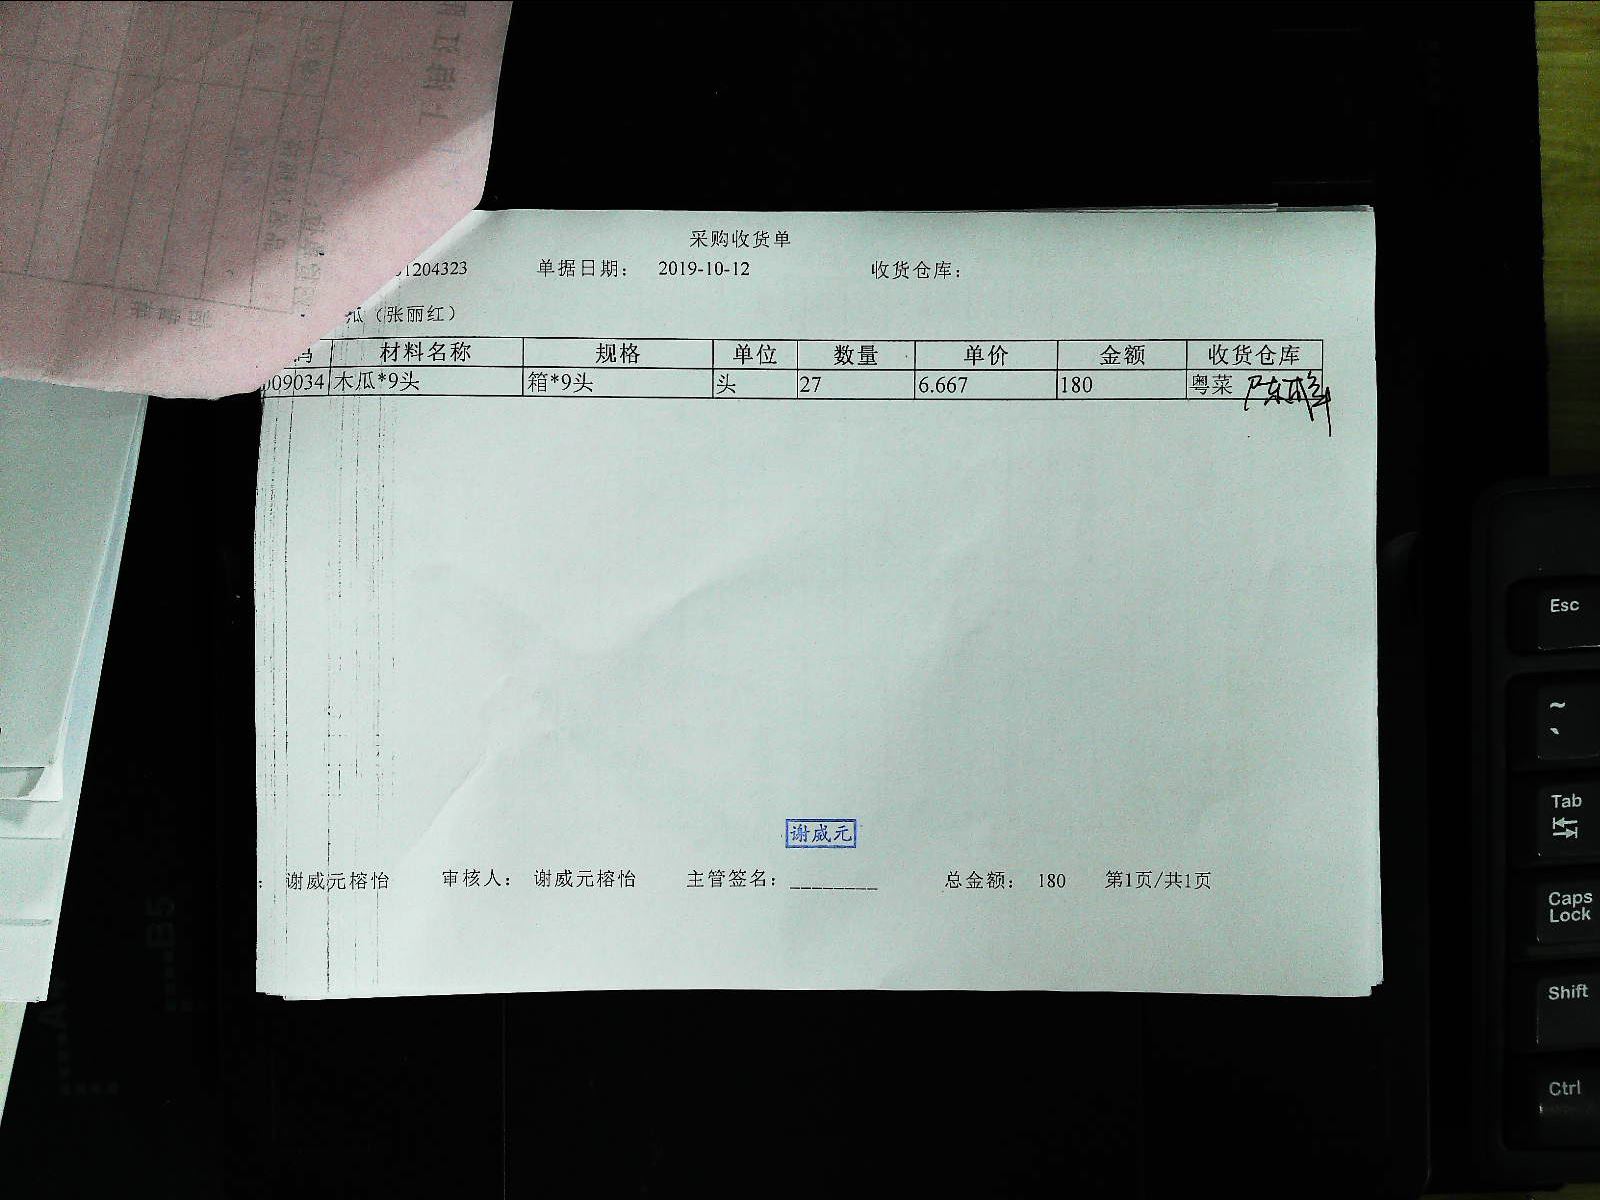 采购收货单
01204323 单据日期： 2019-10-12 收货仓库：
瓜（张丽红）
码 材料名称 规格 单位 数量 单价 金额 收货仓库
009034 木瓜*9头 箱*9头 头 27 6.667 180 粤菜
谢威元
： 谢威元榕怡 审核人： 谢威元榕怡 主管签名：________ 总金额： 180 第1页/共1页
Esc
~
`
Tab
Caps Lock
Shift
Ctrl
B5
A4